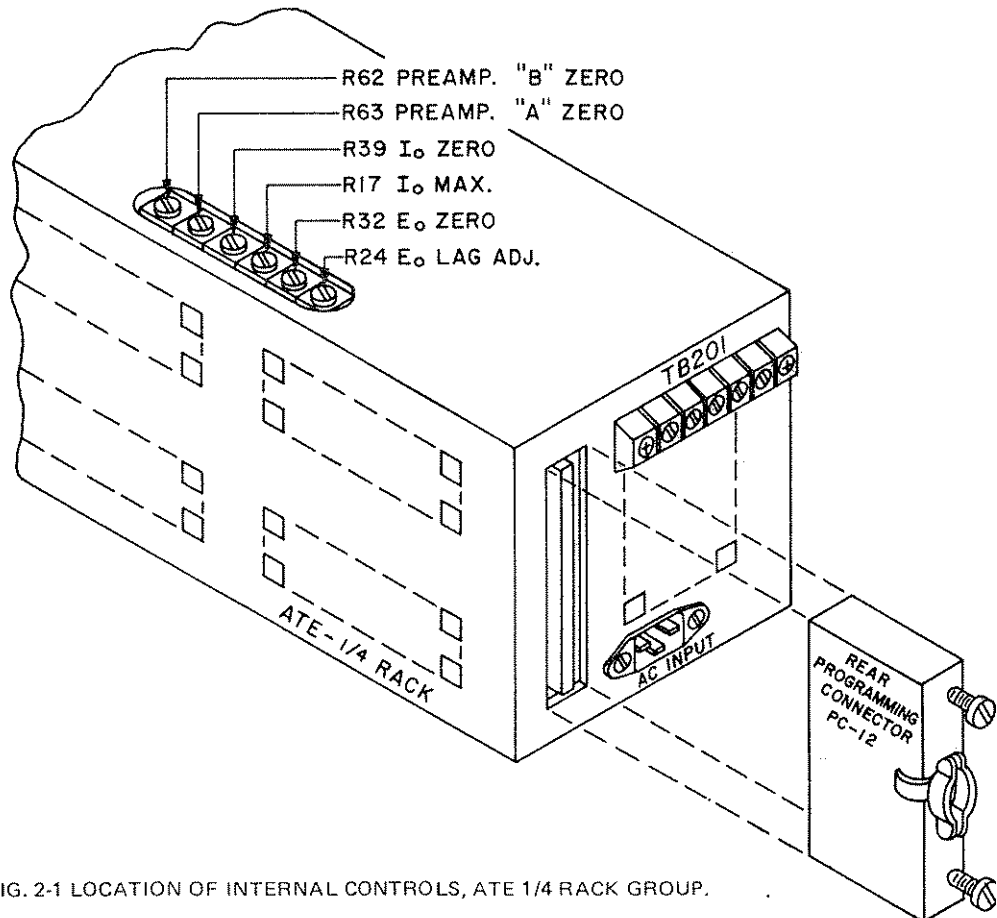 R62 PREAMP. "B" ZERO
R63 PREAMP. "A" ZERO
R39 Io ZERO
R17 Io MAX.
R32 Eo ZERO
R24 Eo LAG ADJ.
TB201
ATE-1/4 RACK
AC INPUT
REAR
PROGRAMMING
CONNECTOR
PC-12
IG. 2-1 LOCATION OF INTERNAL CONTROLS, ATE 1/4 RACK GROUP.